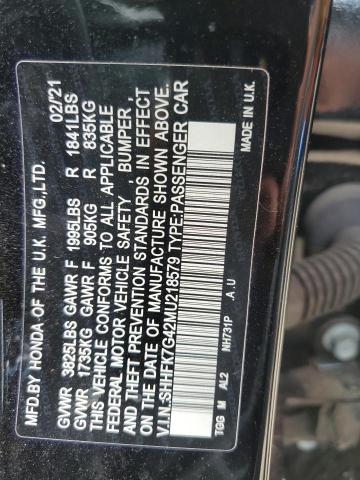 MFD.BY HONDA OF THE U.K. MFG.,LTD. 02/'21
GVWR 3825LBS GAWR F 1995LBS R 1841LBS
GVWR 1735KG GAWR F 905KG R 835KG
THIS VEHICLE CONFORMS TO ALL APPLICABLE
FEDERAL MOTOR VEHICLE SAFETY , BUMPER ,
AND THEFT PREVENTION STANDARDS IN EFFECT
ON THE DATE OF MANUFACTURE SHOWN ABOVE.
V.I.N.:SHHFK7G42MU218579 TYPE:PASSENGER CAR
MADE IN U.K.
TGG M AL2 NH731P .A .U